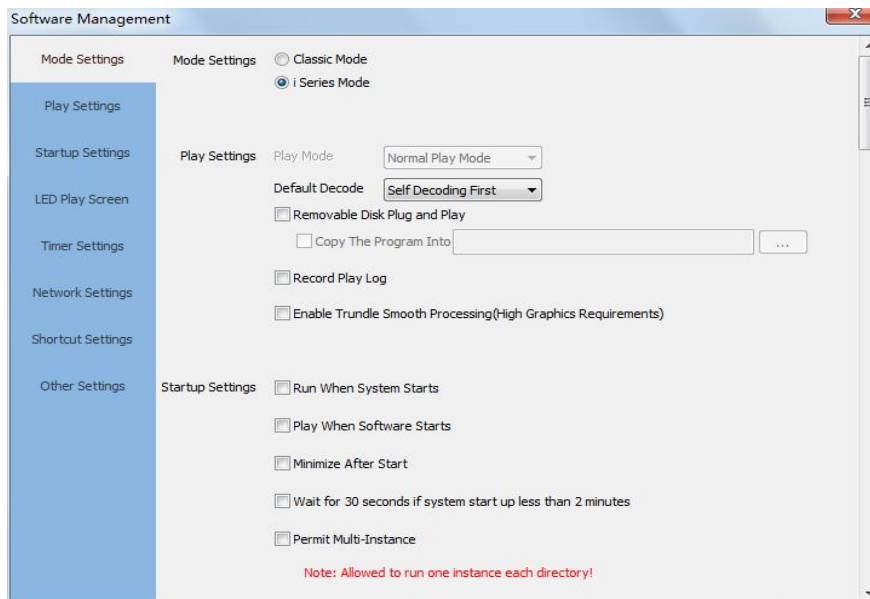 Software Management
Mode Settings
Play Settings
Startup Settings
LED Play Screen
Timer Settings
Network Settings
Shortcut Settings
Other Settings
Mode Settings
Classic Mode
i Series Mode
Play Settings
Play Mode Normal Play Mode
Default Decode Self Decoding First
Removable Disk Plug and Play
Copy The Program Into ...
Record Play Log
Enable Trundle Smooth Processing(High Graphics Requirements)
Startup Settings
Run When System Starts
Play When Software Starts
Minimize After Start
Wait for 30 seconds if system start up less than 2 minutes
Permit Multi-Instance
Note: Allowed to run one instance each directory!